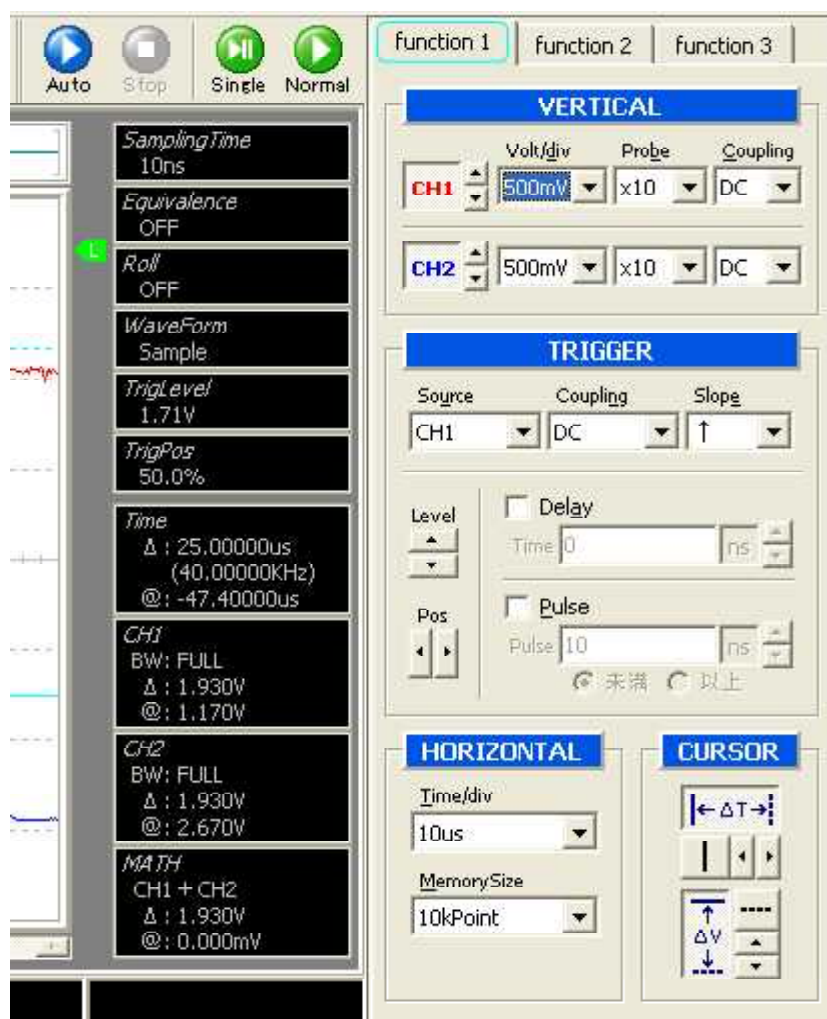 Auto
Stop
Single
Normal
SamplingTime
10ns
Equivalence
OFF
Roll
OFF
WaveForm
Sample
TrigLevel
1.71V
TrigPos
50.0%
Time
Δ : 25.00000us
(40.00000KHz)
@: -47.40000us
CH1
BW: FULL
Δ : 1.930V
@: 1.170V
CH2
BW: FULL
Δ : 1.930V
@: 2.670V
MATH
CH1 + CH2
Δ : 1.930V
@: 0.000mV
L
function 1 function 2 function 3
VERTICAL
Volt/div Probe Coupling
CH1 500mV x10 DC
CH2 500mV x10 DC
TRIGGER
Source Coupling Slope
CH1 DC ↑
Level
Pos
Delay
Time 0 ns
Pulse
Pulse 10 ns
未満 以上
HORIZONTAL
Time/div
10us
MemorySize
10kPoint
CURSOR
←ΔT→
ΔV